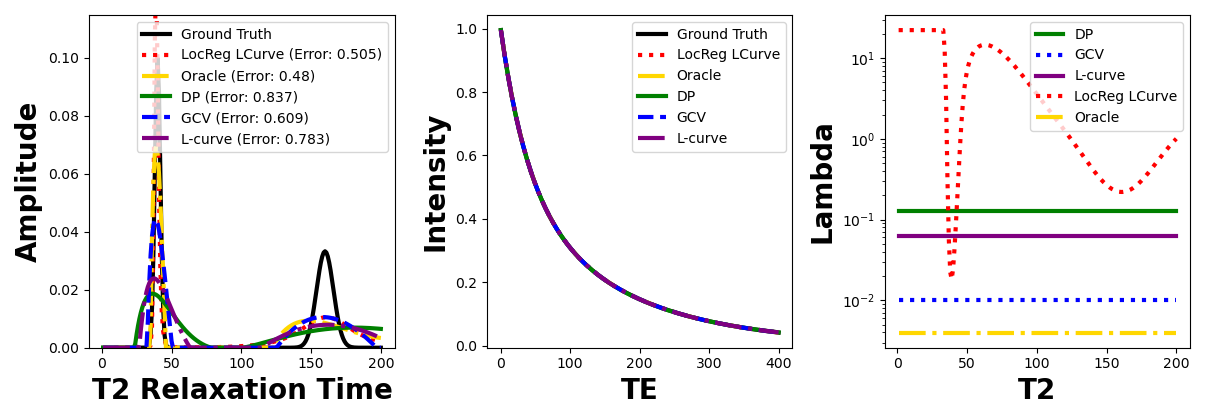 Amplitude
0.10
0.08
0.06
0.04
0.02
0.00
Ground Truth
LocReg LCurve (Error: 0.505)
Oracle (Error: 0.48)
DP (Error: 0.837)
GCV (Error: 0.609)
L-curve (Error: 0.783)
0 50 100 150 200
T2 Relaxation Time
Intensity
1.0
0.8
0.6
0.4
0.2
0.0
Ground Truth
LocReg LCurve
Oracle
DP
GCV
L-curve
0 100 200 300 400
TE
Lambda
10¹
10⁰
10⁻¹
10⁻²
DP
GCV
L-curve
LocReg LCurve
Oracle
0 50 100 150 200
T2